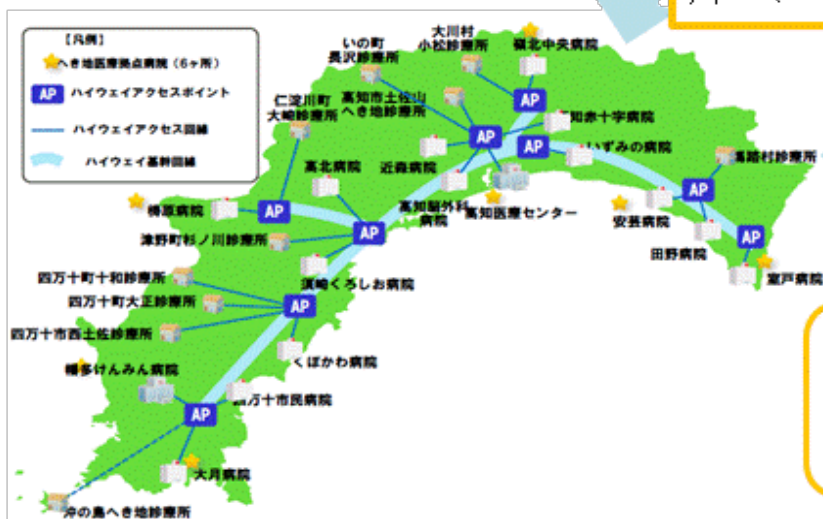 【凡例】
へき地医療拠点病院（6ヶ所）
AP ハイウェイアクセスポイント
ハイウェイアクセス回線
ハイウェイ基幹回線
いの町
長沢診療所
大川村
小松診療所
嶺北中央病院
仁淀川町
大崎診療所
高知市土佐山
へき地診療所
AP
知赤十字病院
AP
AP
いずみの病院
近森病院
馬路村診療所
高北病院
高知脳外科
病院
高知医療センター
安芸病院
AP
田野病院
AP
室戸病院
梼原病院
AP
AP
津野町杉ノ川診療所
須崎くろしお病院
四万十町十和診療所
四万十町大正診療所
AP
四万十市西土佐診療所
くぼかわ病院
幡多けんみん病院
四万十市民病院
AP
大月病院
沖の島へき地診療所